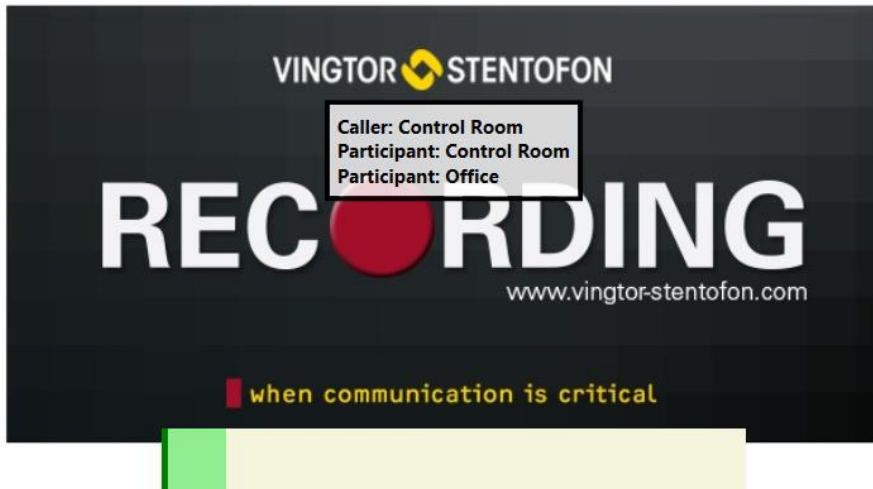 VINGTOR STENTOFON
Caller: Control Room
Participant: Control Room
Participant: Office
RECORDING
www.vingtor-stentofon.com
when communication is critical